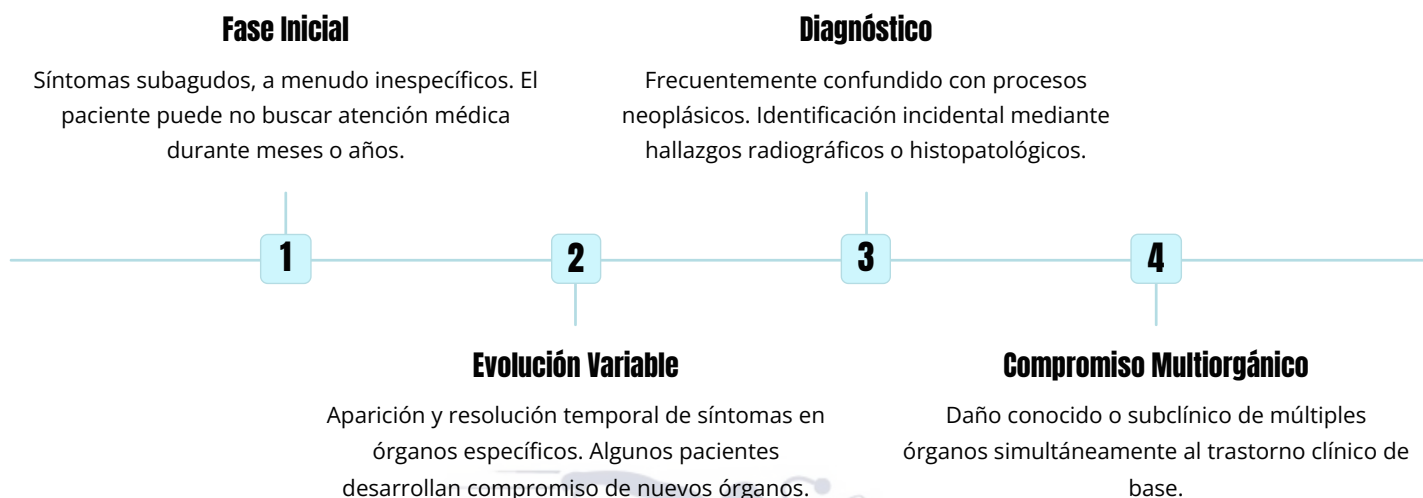 Fase Inicial
Síntomas subagudos, a menudo inespecíficos. El
paciente puede no buscar atención médica
durante meses o años.
Diagnóstico
Frecuentemente confundido con procesos
neoplásicos. Identificación incidental mediante
hallazgos radiográficos o histopatológicos.
1
2
3
4
Evolución Variable
Aparición y resolución temporal de síntomas en
órganos específicos. Algunos pacientes
desarrollan compromiso de nuevos órganos.
Compromiso Multiorgánico
Daño conocido o subclínico de múltiples
órganos simultáneamente al trastorno clínico de
base.